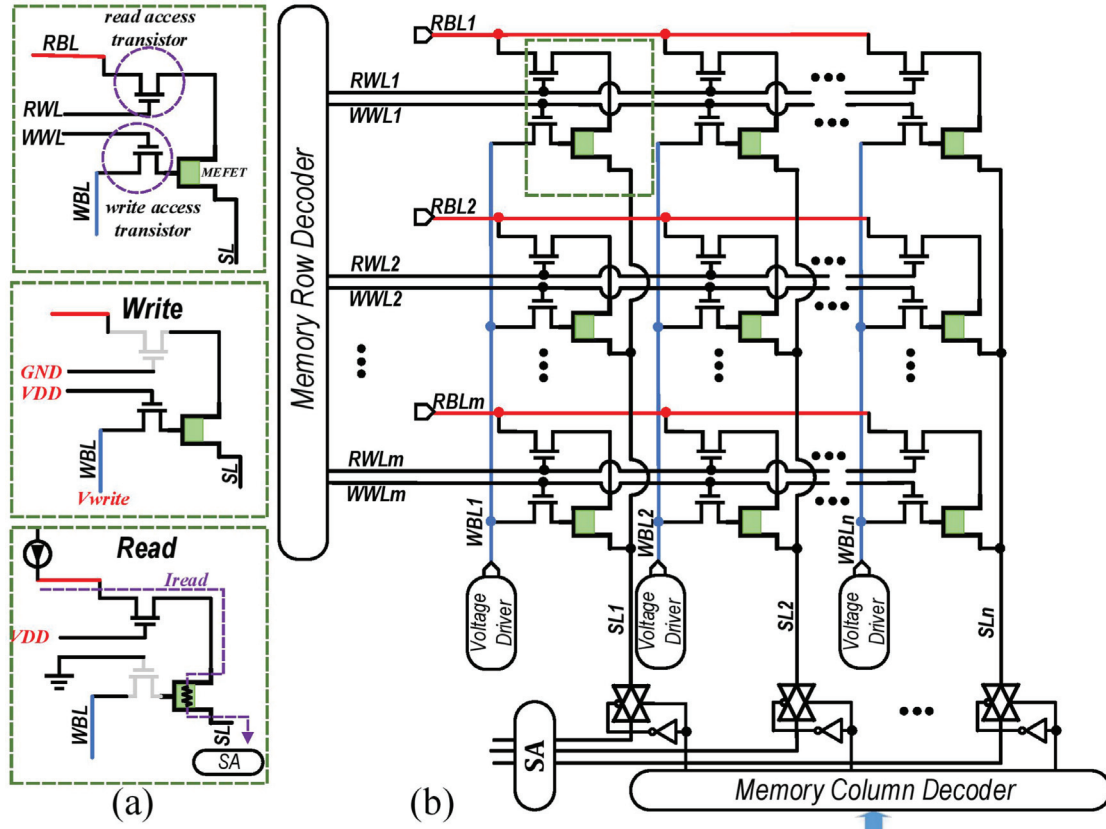 read access
transistor
RBL
RWL
WWL
MEFET
WBL
write access
transistor
SL
Write
GND
VDD
WBL
SL
Vwrite
Read
Iread
VDD
WBL
SL
SA
(a)
Memory Row Decoder
RBL1
RWL1
WWL1
RBL2
RWL2
WWL2
RBLm
RWLm
WWLm
WBL1
WBL2
WBLn
Voltage
Driver
SL1
Voltage
Driver
SL2
Voltage
Driver
SLn
SA
Memory Column Decoder
(b)